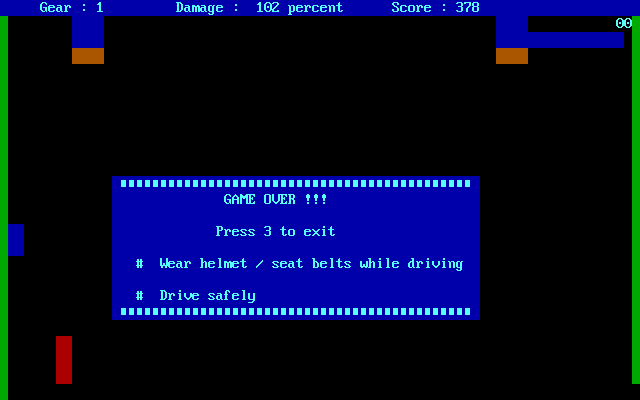 Gear : 1 Damage : 102 percent Score : 378
00
GAME OVER !!!
Press 3 to exit
# Wear helmet / seat belts while driving
# Drive safely